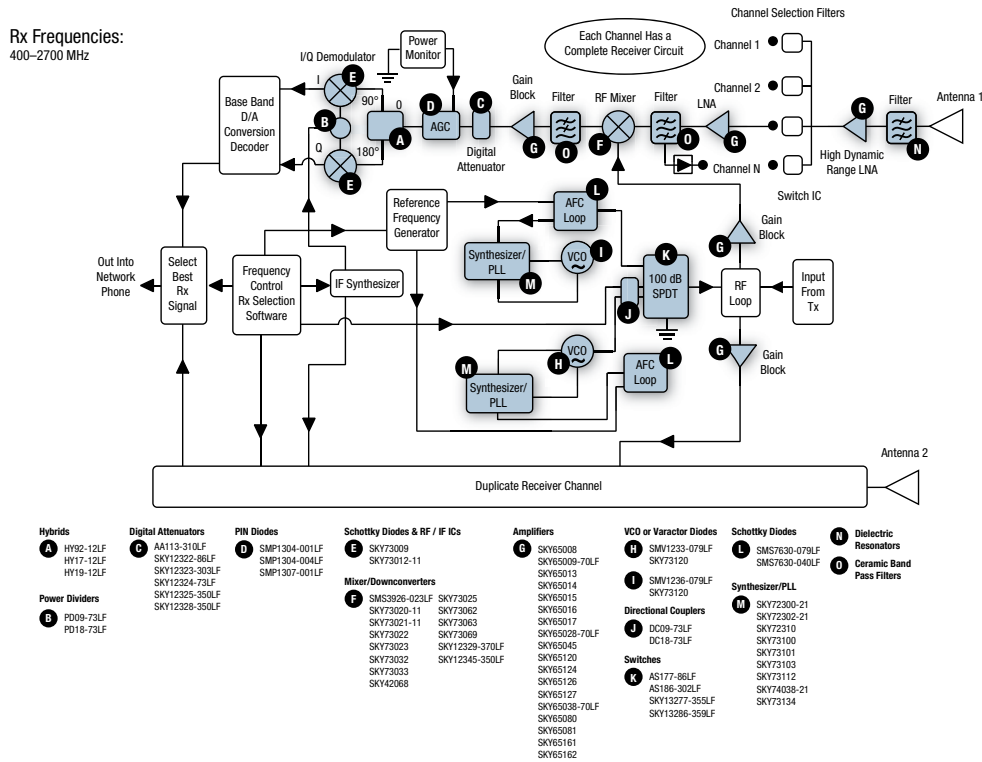 Rx Frequencies:
400–2700 MHz
Channel Selection Filters
Each Channel Has a
Complete Receiver Circuit
Channel 1
Channel 2
Channel N
Power
Monitor
I/Q Demodulator
I
E
90°
0
B
Q
180°
E
A
Base Band
D/A
Conversion
Decoder
D
AGC
C
Digital
Attenuator
Gain
Block
G
Filter
O
RF Mixer
F
Filter
O
LNA
G
G
High Dynamic
Range LNA
Filter
N
Antenna 1
Switch IC
Reference
Frequency
Generator
AFC
Loop
L
Synthesizer/
PLL
M
VCO
I
K
100 dB
SPDT
J
G
Gain
Block
RF
Loop
Input
From
Tx
Out Into
Network
Phone
Select
Best
Rx
Signal
Frequency
Control
Rx Selection
Software
IF Synthesizer
M
Synthesizer/
PLL
VCO
H
AFC
Loop
L
G
Gain
Block
Antenna 2
Duplicate Receiver Channel
Hybrids
A
HY92-12LF
HY17-12LF
HY19-12LF
Power Dividers
B
PD09-73LF
PD18-73LF
Digital Attenuators
C
AA113-310LF
SKY12322-86LF
SKY12323-303LF
SKY12324-73LF
SKY12325-350LF
SKY12328-350LF
PIN Diodes
D
SMP1304-001LF
SMP1304-004LF
SMP1307-001LF
Schottky Diodes & RF / IF ICs
E
SKY73009
SKY73012-11
Mixer/Downconverters
F
SMS3926-023LF SKY73025
SKY73020-11 SKY73062
SKY73021-11 SKY73063
SKY73022 SKY73069
SKY73023 SKY12329-370LF
SKY73032 SKY12345-350LF
SKY73033
SKY42068
Amplifiers
G
SKY65008
SKY65009-70LF
SKY65013
SKY65014
SKY65015
SKY65016
SKY65017
SKY65028-70LF
SKY65045
SKY65120
SKY65124
SKY65126
SKY65127
SKY65038-70LF
SKY65080
SKY65081
SKY65161
SKY65162
VCO or Varactor Diodes
H
SMV1233-079LF
SKY73120
I
SMV1236-079LF
SKY73120
Directional Couplers
J
DC09-73LF
DC18-73LF
Switches
K
AS177-86LF
AS186-302LF
SKY13277-355LF
SKY13286-359LF
Schottky Diodes
L
SMS7630-079LF
SMS7630-040LF
Synthesizer/PLL
M
SKY72300-21
SKY72302-21
SKY72310
SKY73100
SKY73101
SKY73103
SKY73112
SKY74038-21
SKY73134
N
Dielectric
Resonators
O
Ceramic Band
Pass Filters